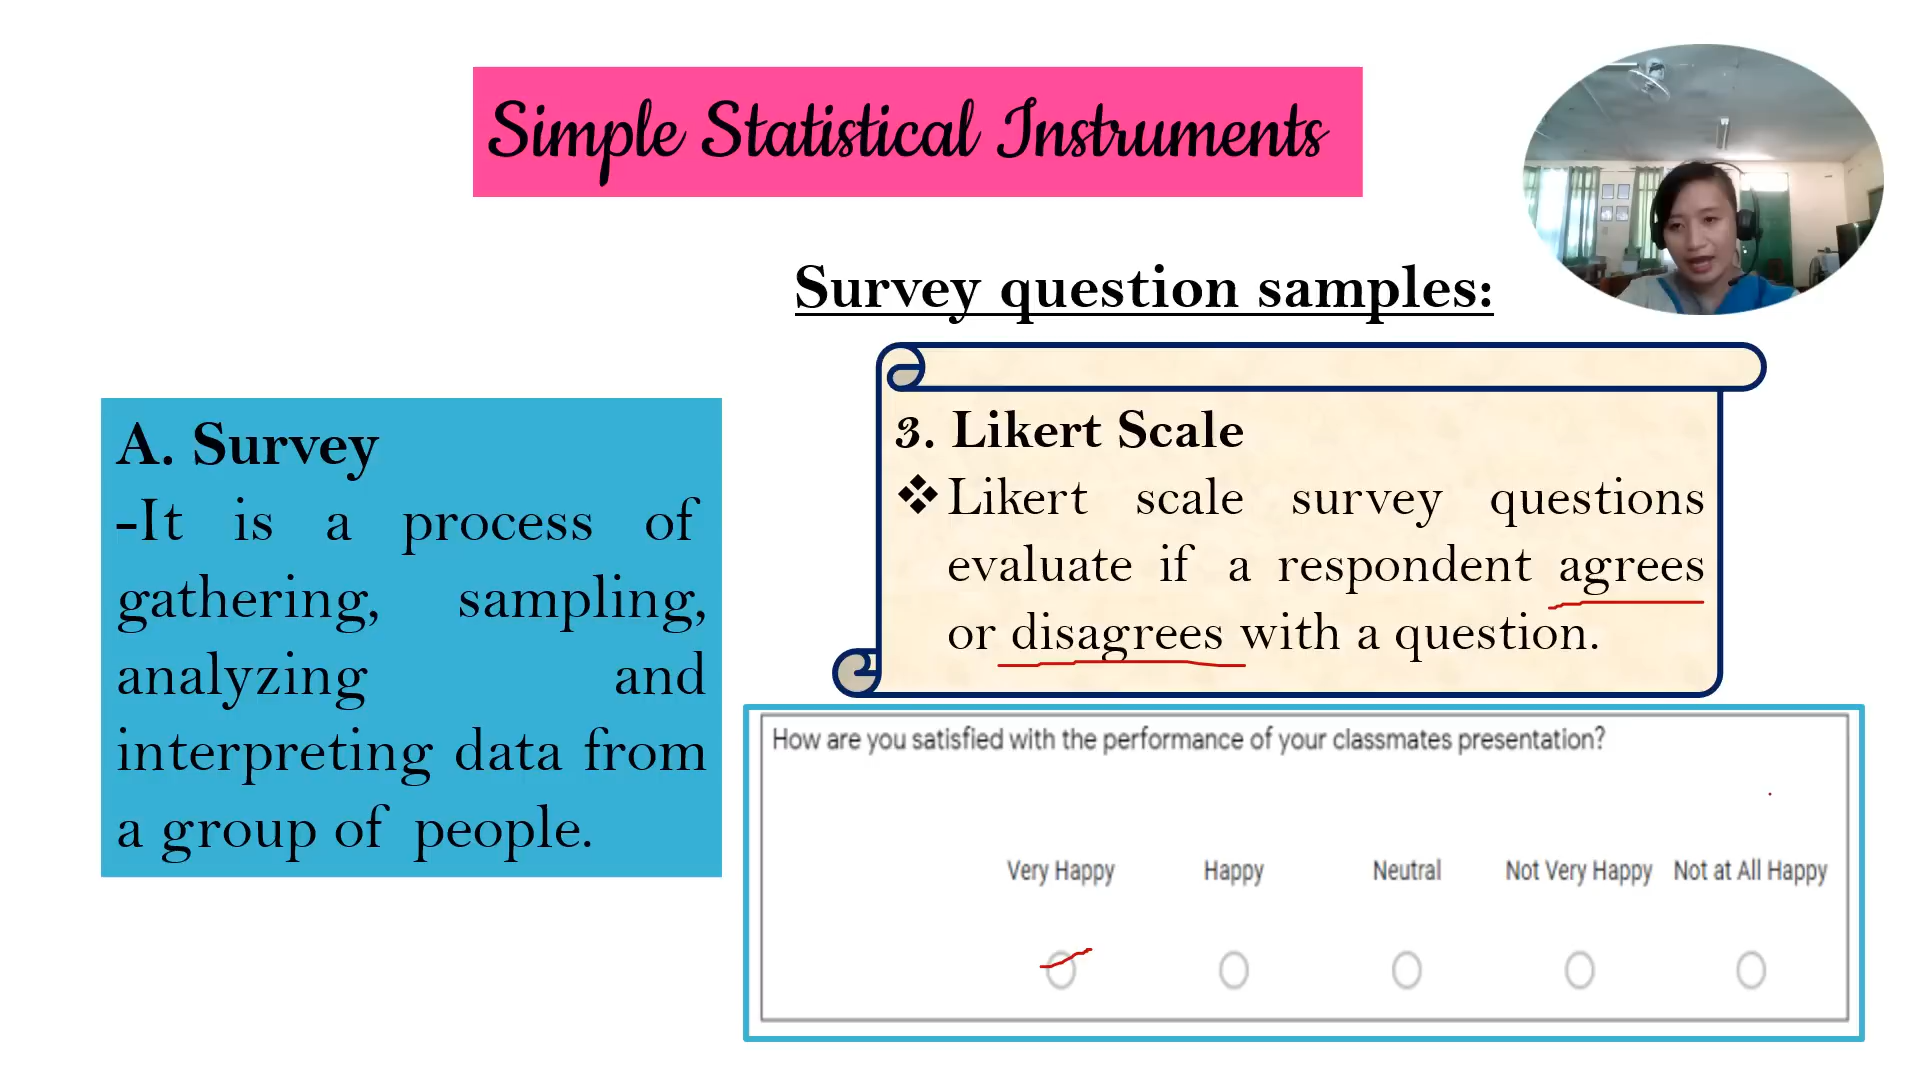 Simple Statistical Instruments
Survey question samples:
A. Survey
-It is a process of
gathering, sampling,
analyzing and
interpreting data from
a group of people.
3. Likert Scale
❖Likert scale survey questions
evaluate if a respondent agrees
or disagrees with a question.
How are you satisfied with the performance of your classmates presentation?
Very Happy Happy Neutral Not Very Happy Not at All Happy